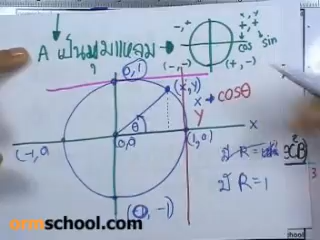 A เป็นมุมแหลม
-, +
x, y
+, +
cos sin
(-, -)
(+, -)
0, 1
(x, y)
x → cosθ
y
θ
x
(-1, 0
0,0
(1, 0)
มี R = 1
(0, -1)
ormschool.com